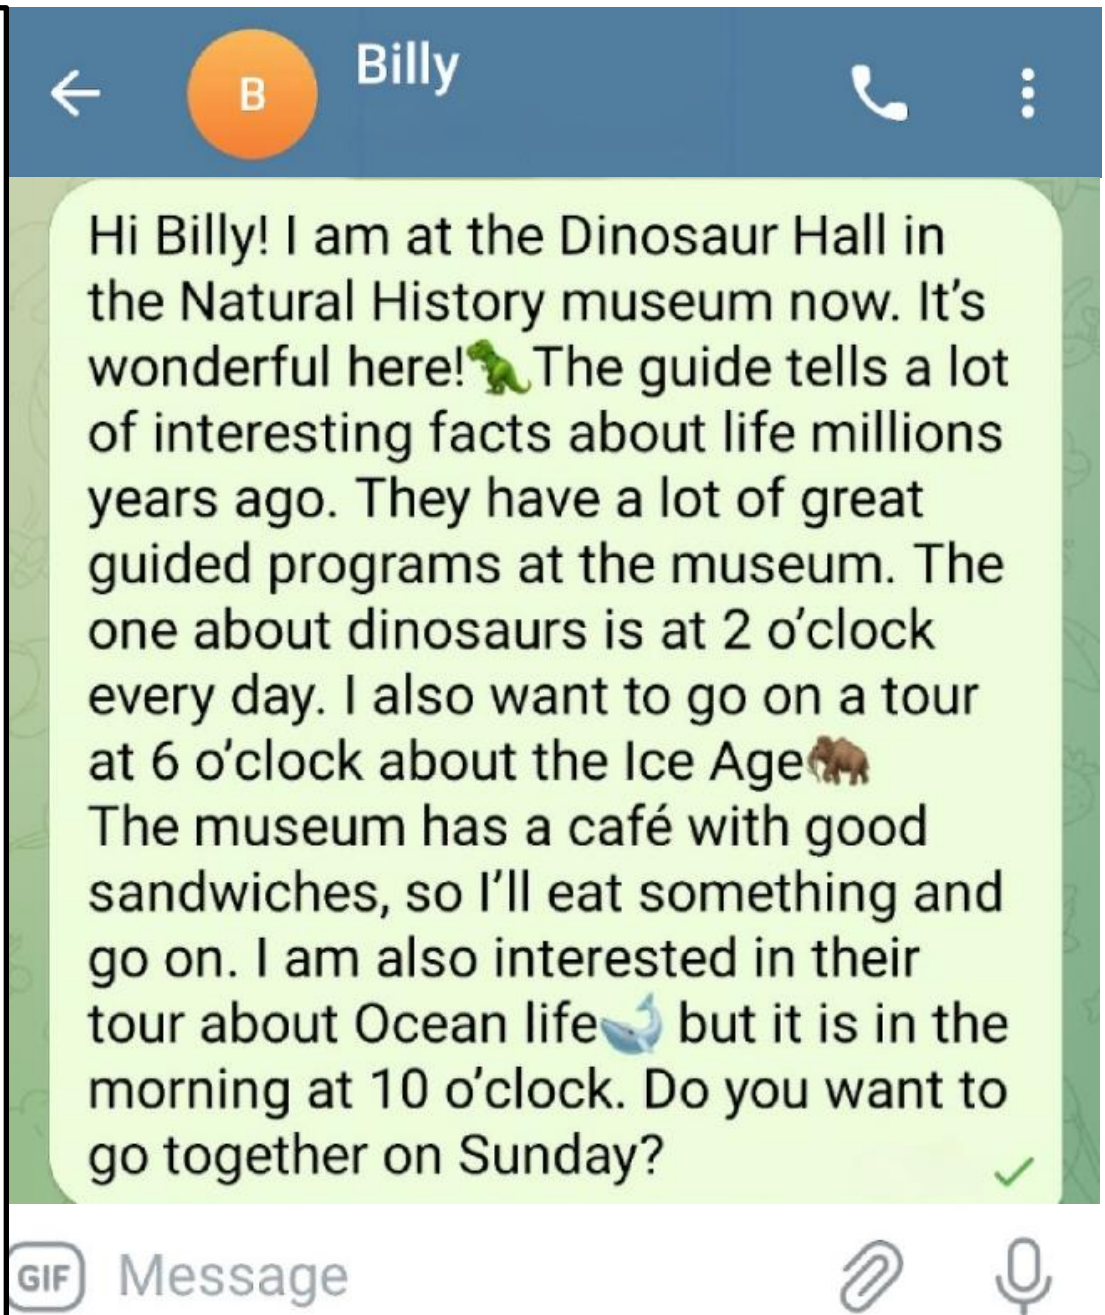 Billy
B
Hi Billy! I am at the Dinosaur Hall in
the Natural History museum now. It's
wonderful here!🦖The guide tells a lot
of interesting facts about life millions
years ago. They have a lot of great
guided programs at the museum. The
one about dinosaurs is at 2 o'clock
every day. I also want to go on a tour
at 6 o'clock about the Ice Age🦣
The museum has a café with good
sandwiches, so I'll eat something and
go on. I am also interested in their
tour about Ocean life🐋 but it is in the
morning at 10 o'clock. Do you want to
go together on Sunday?
GIF Message